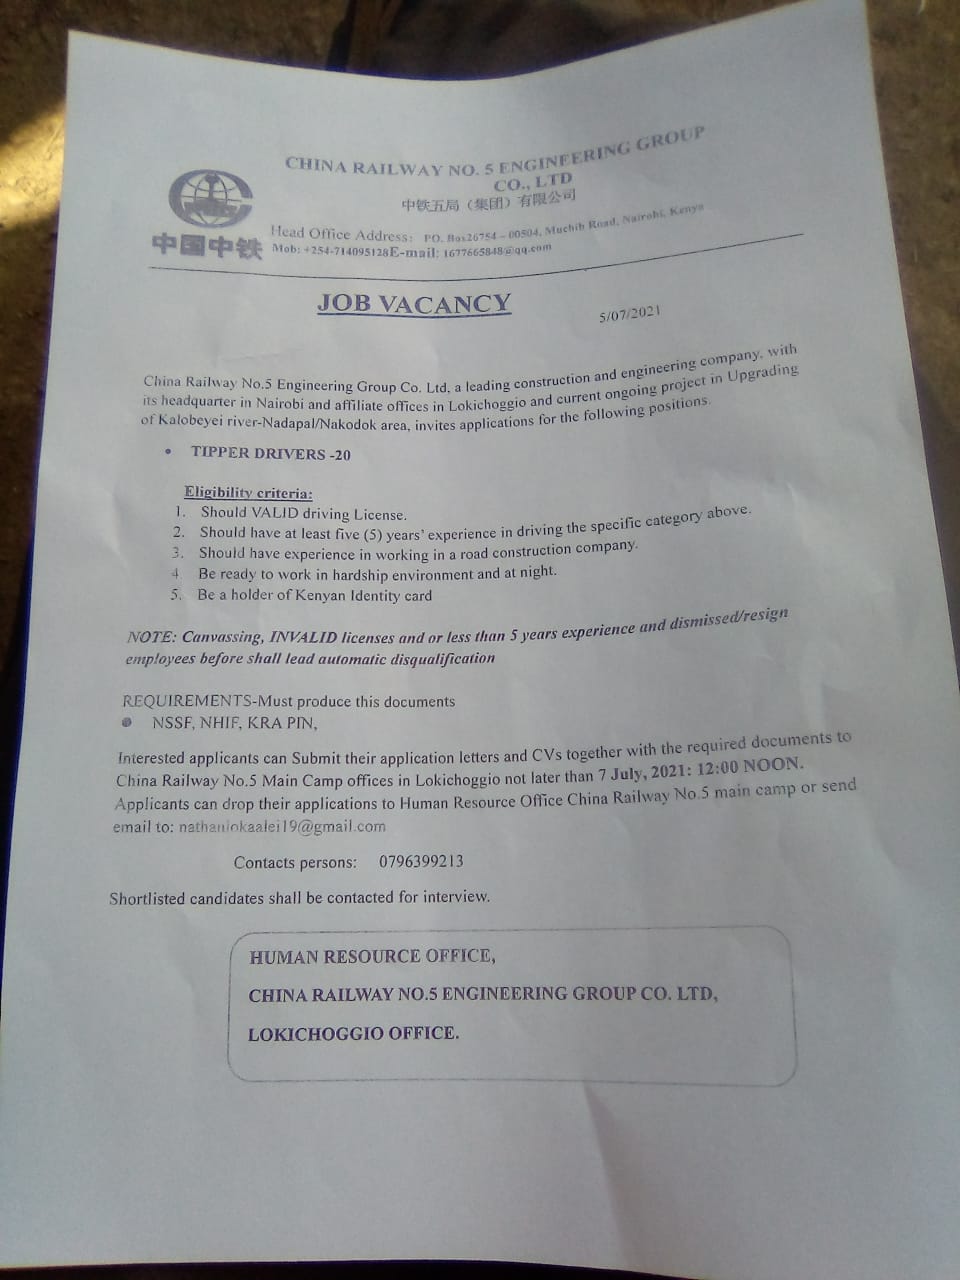 CHINA RAILWAY NO. 5 ENGINEERING GROUP
CO., LTD
中铁五局（集团）有限公司
中国中铁
Head Office Address: PO. Box26754 – 00504, Muchib Road, Nairobi, Kenya
Mob: +254-714095128E-mail: 1677665848@qq.com
JOB VACANCY
5/07/2021
China Railway No.5 Engineering Group Co. Ltd, a leading construction and engineering company, with
its headquarter in Nairobi and affiliate offices in Lokichoggio and current ongoing project in Upgrading
of Kalobeyei river-Nadapal/Nakodok area, invites applications for the following positions.
• TIPPER DRIVERS -20
Eligibility criteria:
1. Should VALID driving License.
2. Should have at least five (5) years' experience in driving the specific category above.
3. Should have experience in working in a road construction company.
4 Be ready to work in hardship environment and at night.
5. Be a holder of Kenyan Identity card
NOTE: Canvassing, INVALID licenses and or less than 5 years experience and dismissed/resign
employees before shall lead automatic disqualification
REQUIREMENTS-Must produce this documents
• NSSF, NHIF, KRA PIN,
Interested applicants can Submit their application letters and CVs together with the required documents to
China Railway No.5 Main Camp offices in Lokichoggio not later than 7 July, 2021: 12:00 NOON.
Applicants can drop their applications to Human Resource Office China Railway No.5 main camp or send
email to: nathanlokaalei19@gmail.com
Contacts persons: 0796399213
Shortlisted candidates shall be contacted for interview.
HUMAN RESOURCE OFFICE,
CHINA RAILWAY NO.5 ENGINEERING GROUP CO. LTD,
LOKICHOGGIO OFFICE.